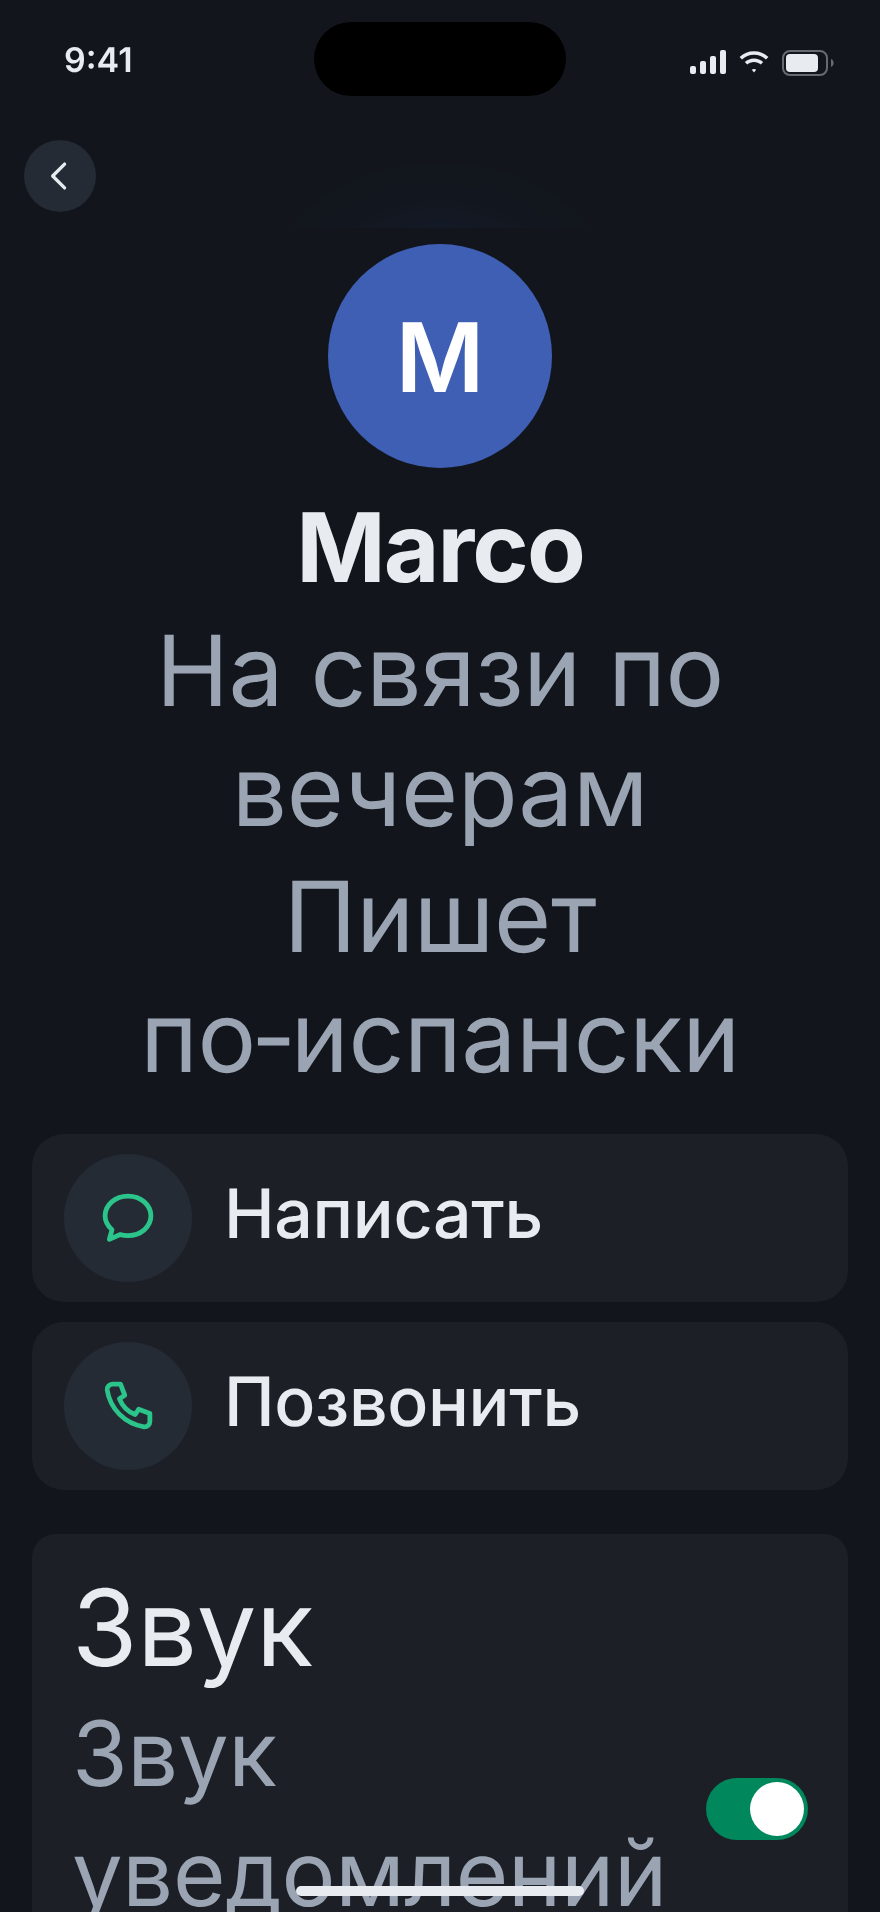 9:41
M
Marco
На связи по
вечерам
Пишет
по-испански
Написать
Позвонить
Звук
Звук
уведомлений